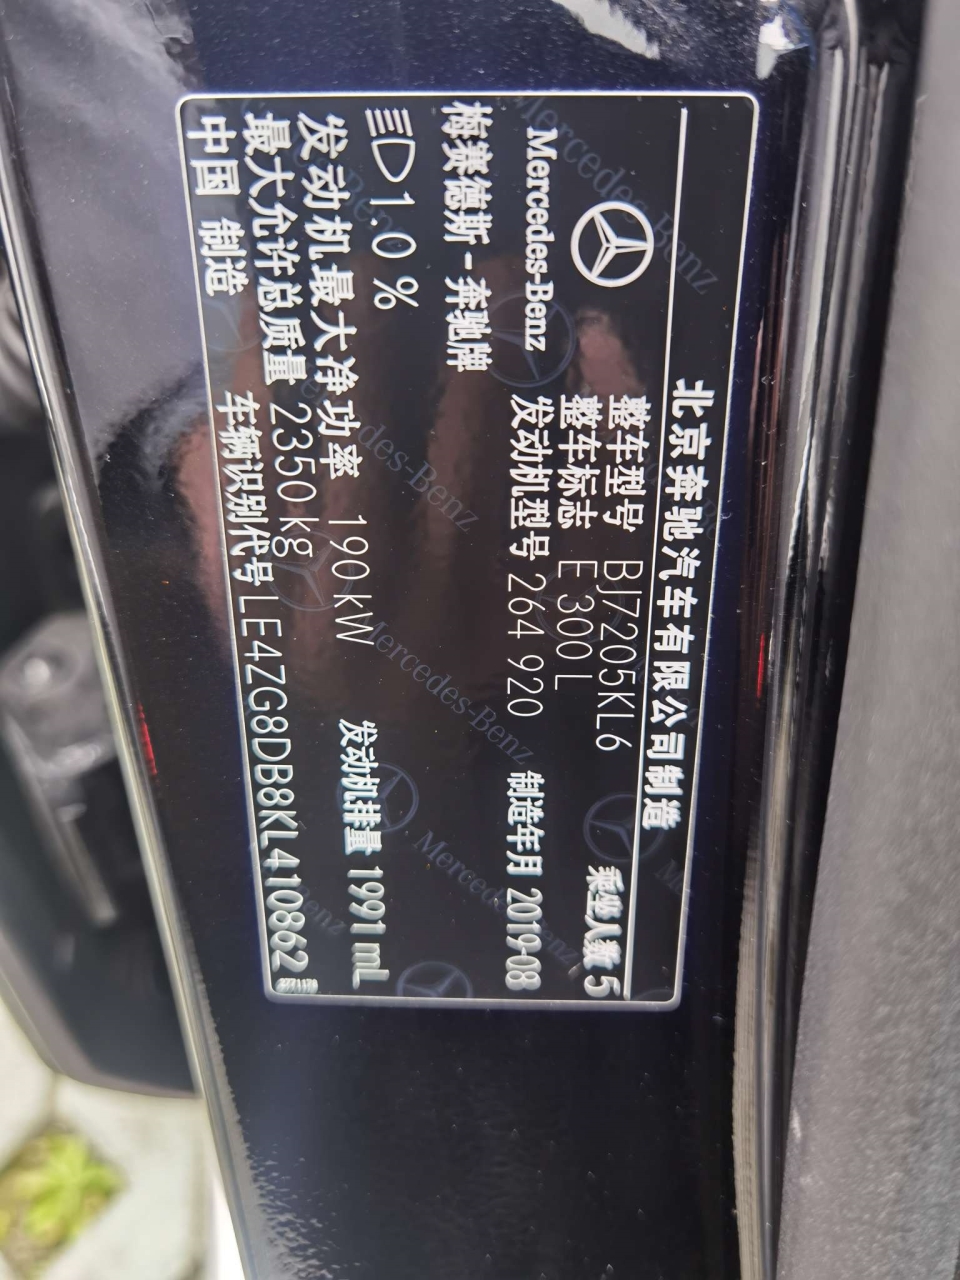 北京奔驰汽车有限公司制造
Mercedes-Benz
整车型号 BJ7205KL6 乘坐人数 5
整车标志 E 300 L
发动机型号 264 920 制造年月 2019-08
梅赛德斯-奔驰牌
1.0 %
发动机最大净功率 190 kW 发动机排量 1991 mL
最大允许总质量 2350 kg
中国 制造 车辆识别代号 LE4ZG8DB8KL410862